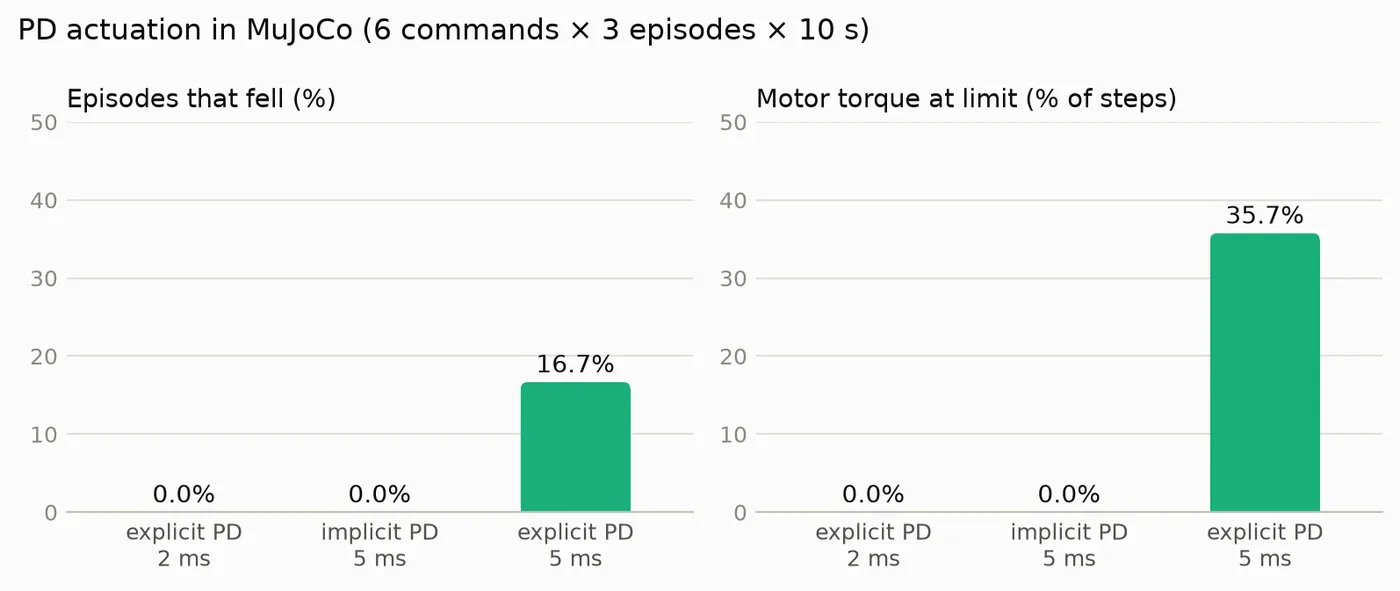 PD actuation in MuJoCo (6 commands × 3 episodes × 10 s)
Episodes that fell (%)
50
40
30
20
10
0
16.7%
0.0%
0.0%
explicit PD
2 ms
implicit PD
5 ms
explicit PD
5 ms
Motor torque at limit (% of steps)
50
40
30
20
10
0
35.7%
0.0%
0.0%
explicit PD
2 ms
implicit PD
5 ms
explicit PD
5 ms